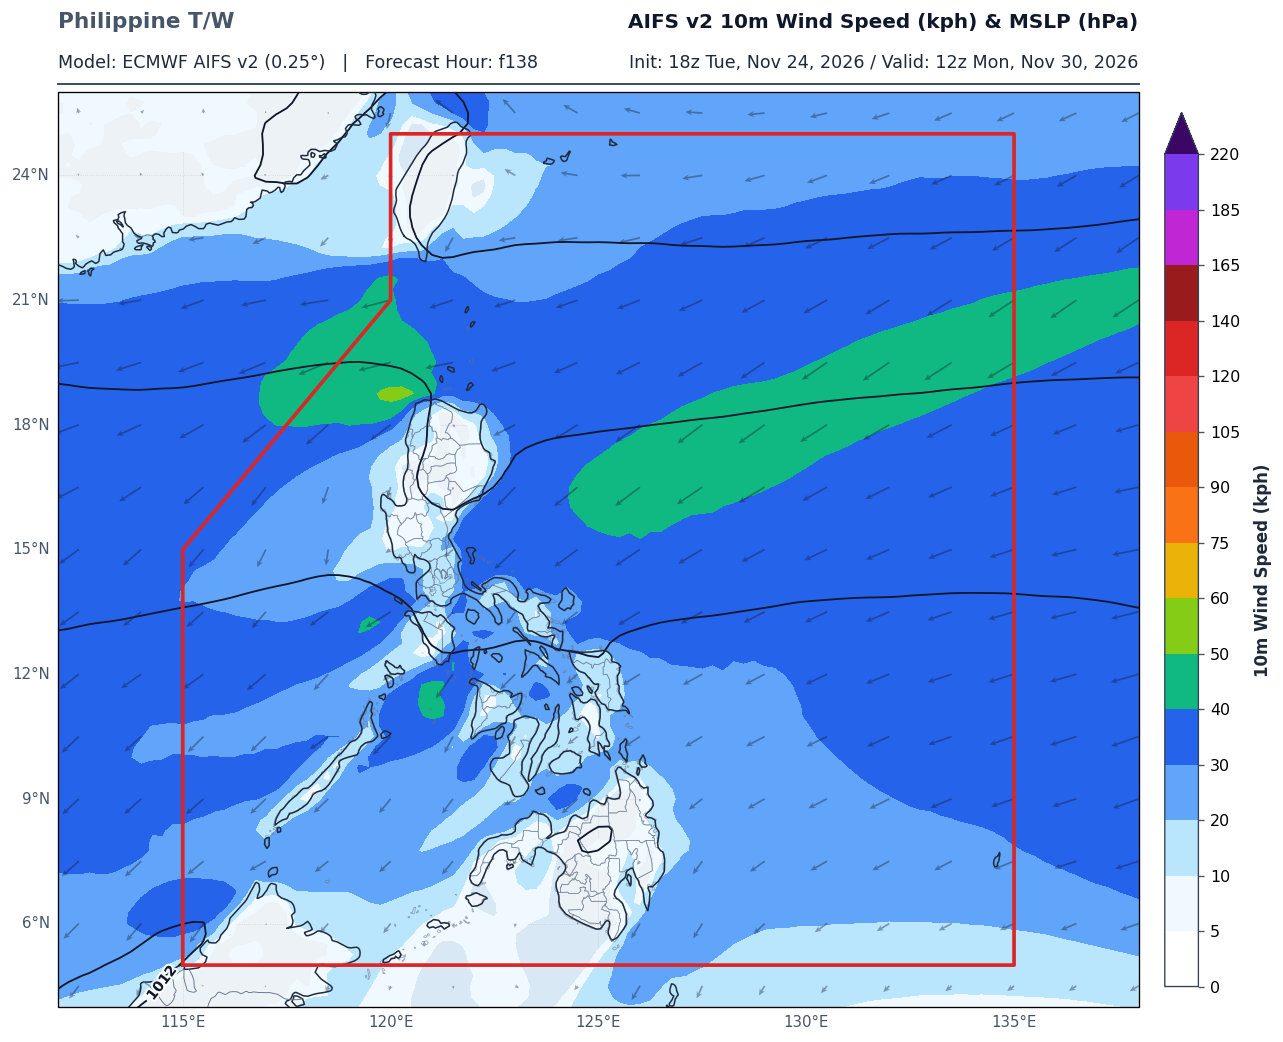 Philippine T/W
AIFS v2 10m Wind Speed (kph) & MSLP (hPa)
Model: ECMWF AIFS v2 (0.25°) | Forecast Hour: f138
Init: 18z Tue, Nov 24, 2026 / Valid: 12z Mon, Nov 30, 2026
24°N
21°N
18°N
15°N
12°N
9°N
6°N
1012
115°E
120°E
125°E
130°E
135°E
220
185
165
140
120
105
90
75
60
50
40
30
20
10
5
0
10m Wind Speed (kph)